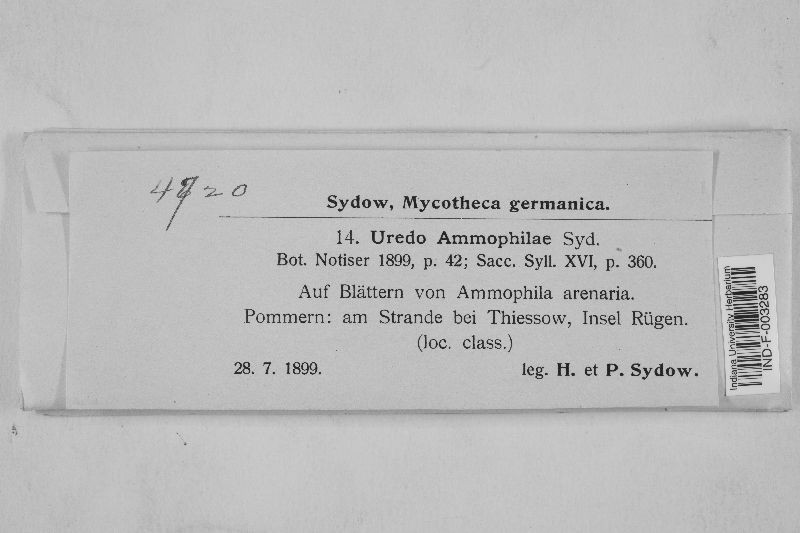 Sydow, Mycotheca germanica.
14. Uredo Ammophilae Syd.
Bot. Notiser 1899, p. 42; Sacc. Syll. XVI, p. 360.
Auf Blättern von Ammophila arenaria.
Pommern: am Strande bei Thiessow, Insel Rügen.
(loc. class.)
28. 7. 1899. leg. H. et P. Sydow.
Indiana University Herbarium
IND-F-003283